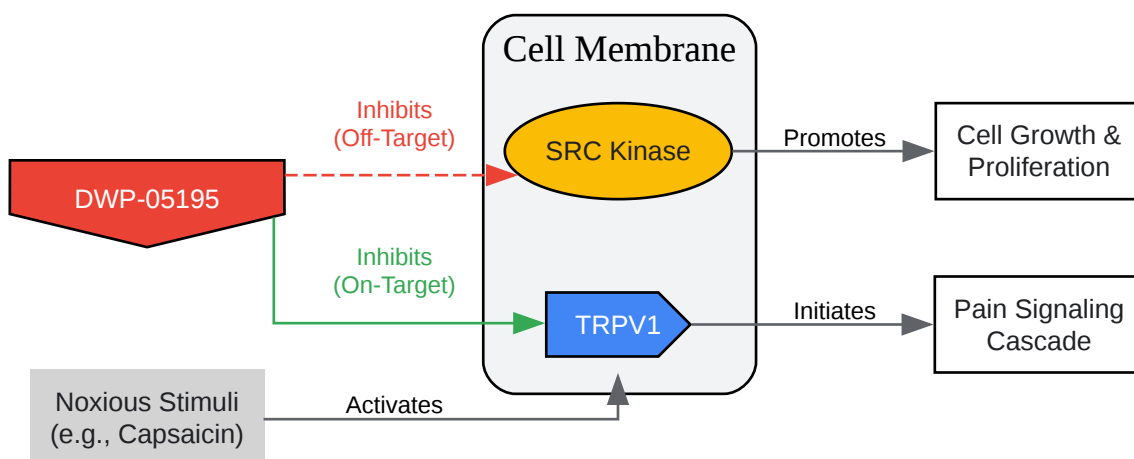 Cell Membrane
Inhibits
(Off-Target)
SRC Kinase
Promotes
Cell Growth &
Proliferation
DWP-05195
Inhibits
(On-Target)
TRPV1
Initiates
Pain Signaling
Cascade
Noxious Stimuli
(e.g., Capsaicin)
Activates